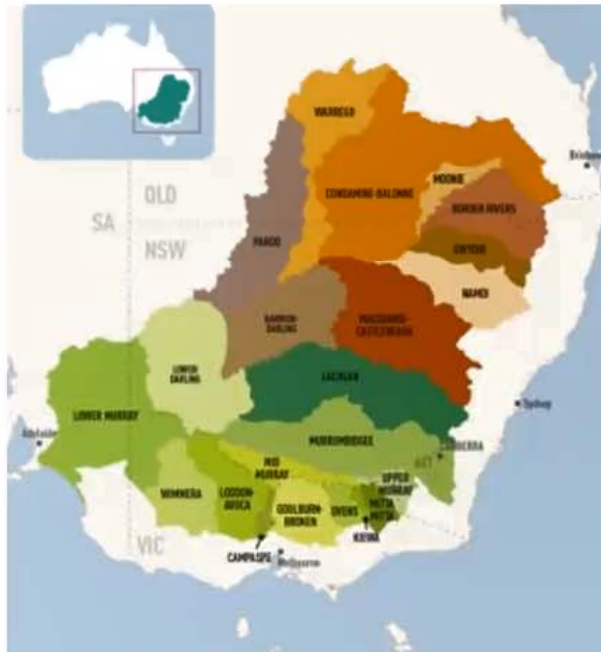 WARREGO
Brisbane
MOONIE
CONDAMINE-BALONNE
QLD
BORDER RIVERS
SA
NSW
PAROO
GWYDIR
NAMOI
BARWON-
DARLING
MACQUARIE-
CASTLEREAGH
LOWER
DARLING
LACHLAN
Sydney
LOWER MURRAY
Adelaide
MURRUMBIDGEE
CANBERRA
ACT
MID
MURRAY
UPPER
MURRAY
WIMMERA
LODDON-
AVOCA
GOULBURN-
BROKEN
OVENS
MITTA
MITTA
KIEWA
VIC
CAMPASPE
Melbourne